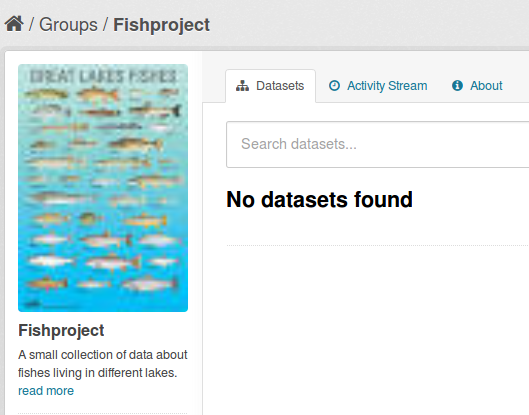 / Groups / Fishproject
GREAT LAKES FISHES
Datasets
Activity Stream
About
Search datasets...
No datasets found
Fishproject
A small collection of data about
fishes living in different lakes.
read more